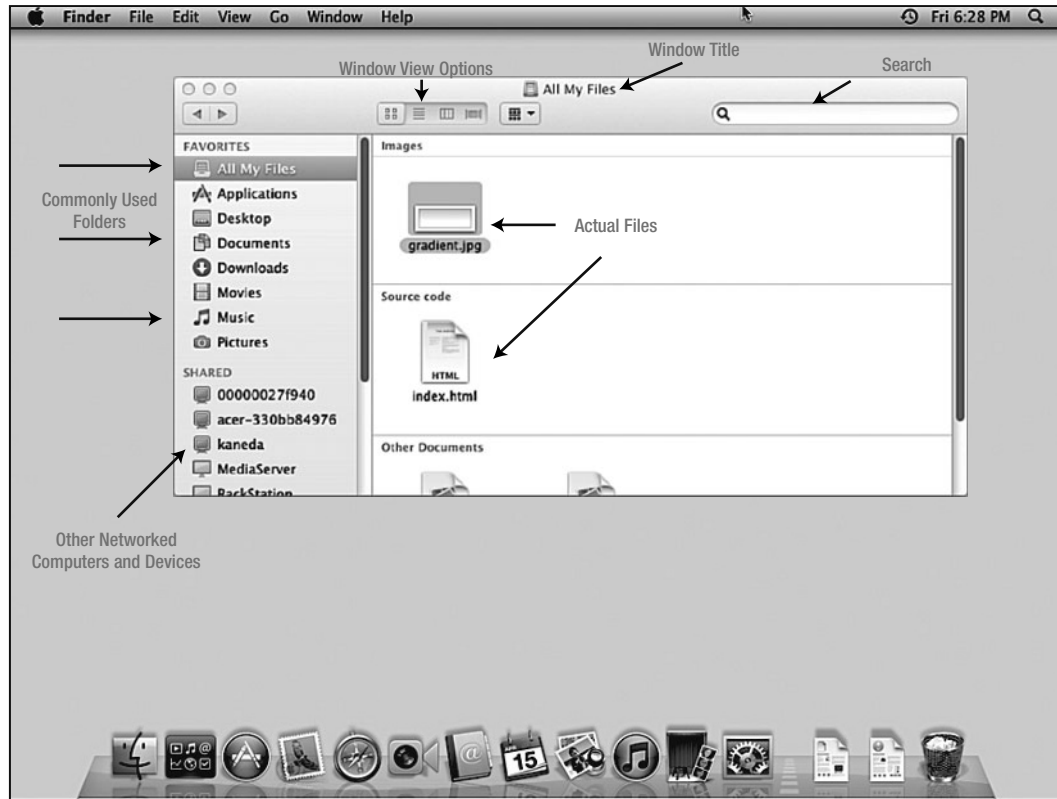 Finder File Edit View Go Window Help Fri 6:28 PM
Window Title
Window View Options
Search
All My Files
FAVORITES
All My Files
Applications
Desktop
Documents
Downloads
Movies
Music
Pictures
SHARED
00000027f940
acer-330bb84976
kaneda
MediaServer
RackStation
Commonly Used
Folders
Images
gradient.jpg
Actual Files
Source code
HTML
index.html
Other Documents
Other Networked
Computers and Devices
@
15